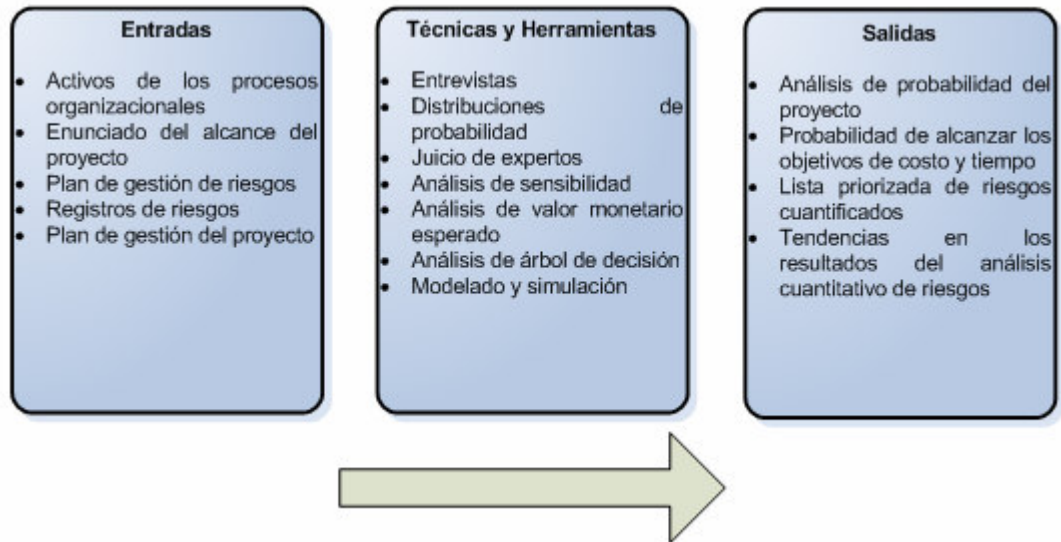 Entradas
• Activos de los procesos
organizacionales
• Enunciado del alcance del
proyecto
• Plan de gestión de riesgos
• Registros de riesgos
• Plan de gestión del proyecto
Técnicas y Herramientas
• Entrevistas
• Distribuciones de
probabilidad
• Juicio de expertos
• Análisis de sensibilidad
• Análisis de valor monetario
esperado
• Análisis de árbol de decisión
• Modelado y simulación
Salidas
• Análisis de probabilidad del
proyecto
• Probabilidad de alcanzar los
objetivos de costo y tiempo
• Lista priorizada de riesgos
cuantificados
• Tendencias en los
resultados del análisis
cuantitativo de riesgos